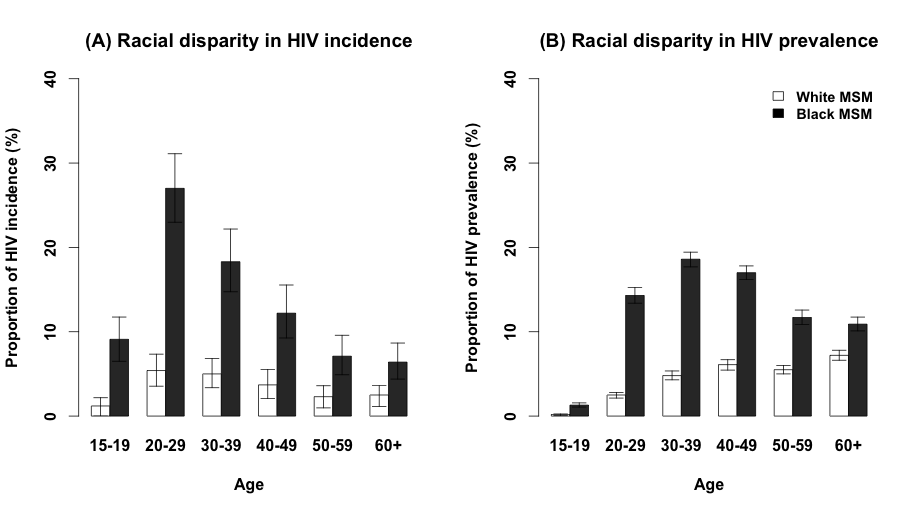 (A) Racial disparity in HIV incidence
Proportion of HIV incidence (%)
40
30
20
10
0
15-19 20-29 30-39 40-49 50-59 60+
Age
(B) Racial disparity in HIV prevalence
Proportion of HIV prevalence (%)
40
30
20
10
0
White MSM
Black MSM
15-19 20-29 30-39 40-49 50-59 60+
Age